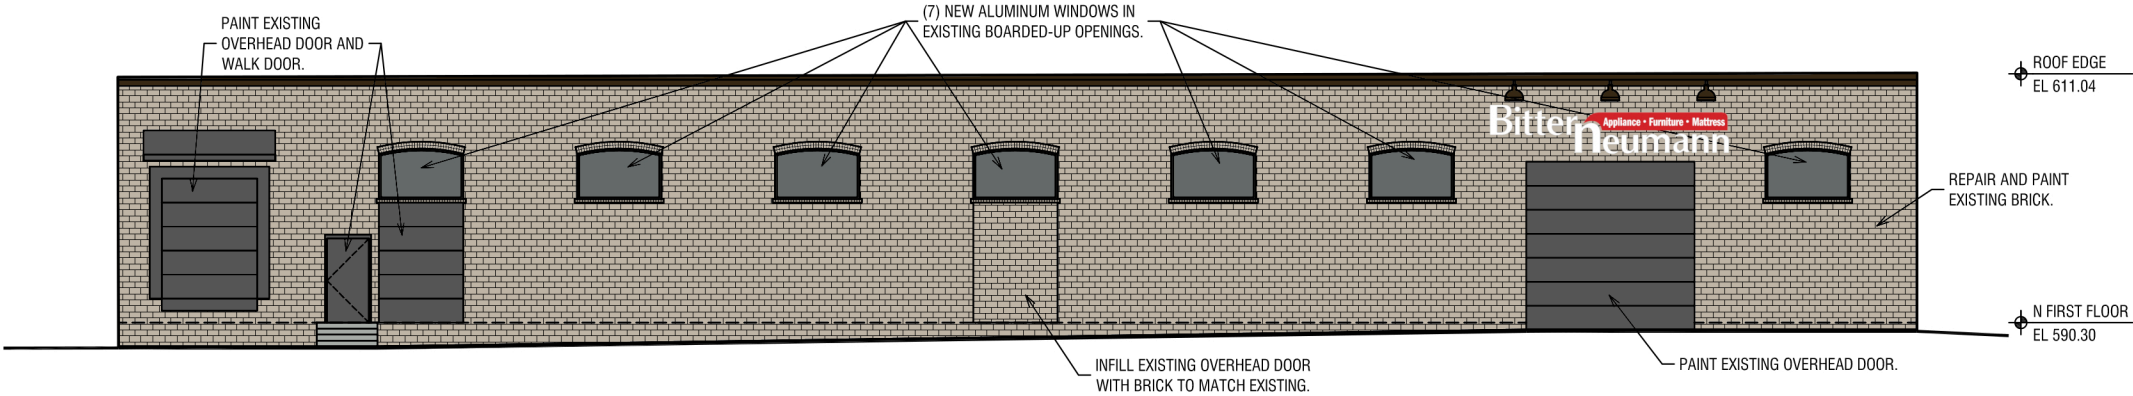 PAINT EXISTING
OVERHEAD DOOR AND
WALK DOOR.
(7) NEW ALUMINUM WINDOWS IN
EXISTING BOARDED-UP OPENINGS.
ROOF EDGE
EL 611.04
Bitter
Appliance • Furniture • Mattress
neumann
REPAIR AND PAINT
EXISTING BRICK.
N FIRST FLOOR
EL 590.30
INFILL EXISTING OVERHEAD DOOR
WITH BRICK TO MATCH EXISTING.
PAINT EXISTING OVERHEAD DOOR.